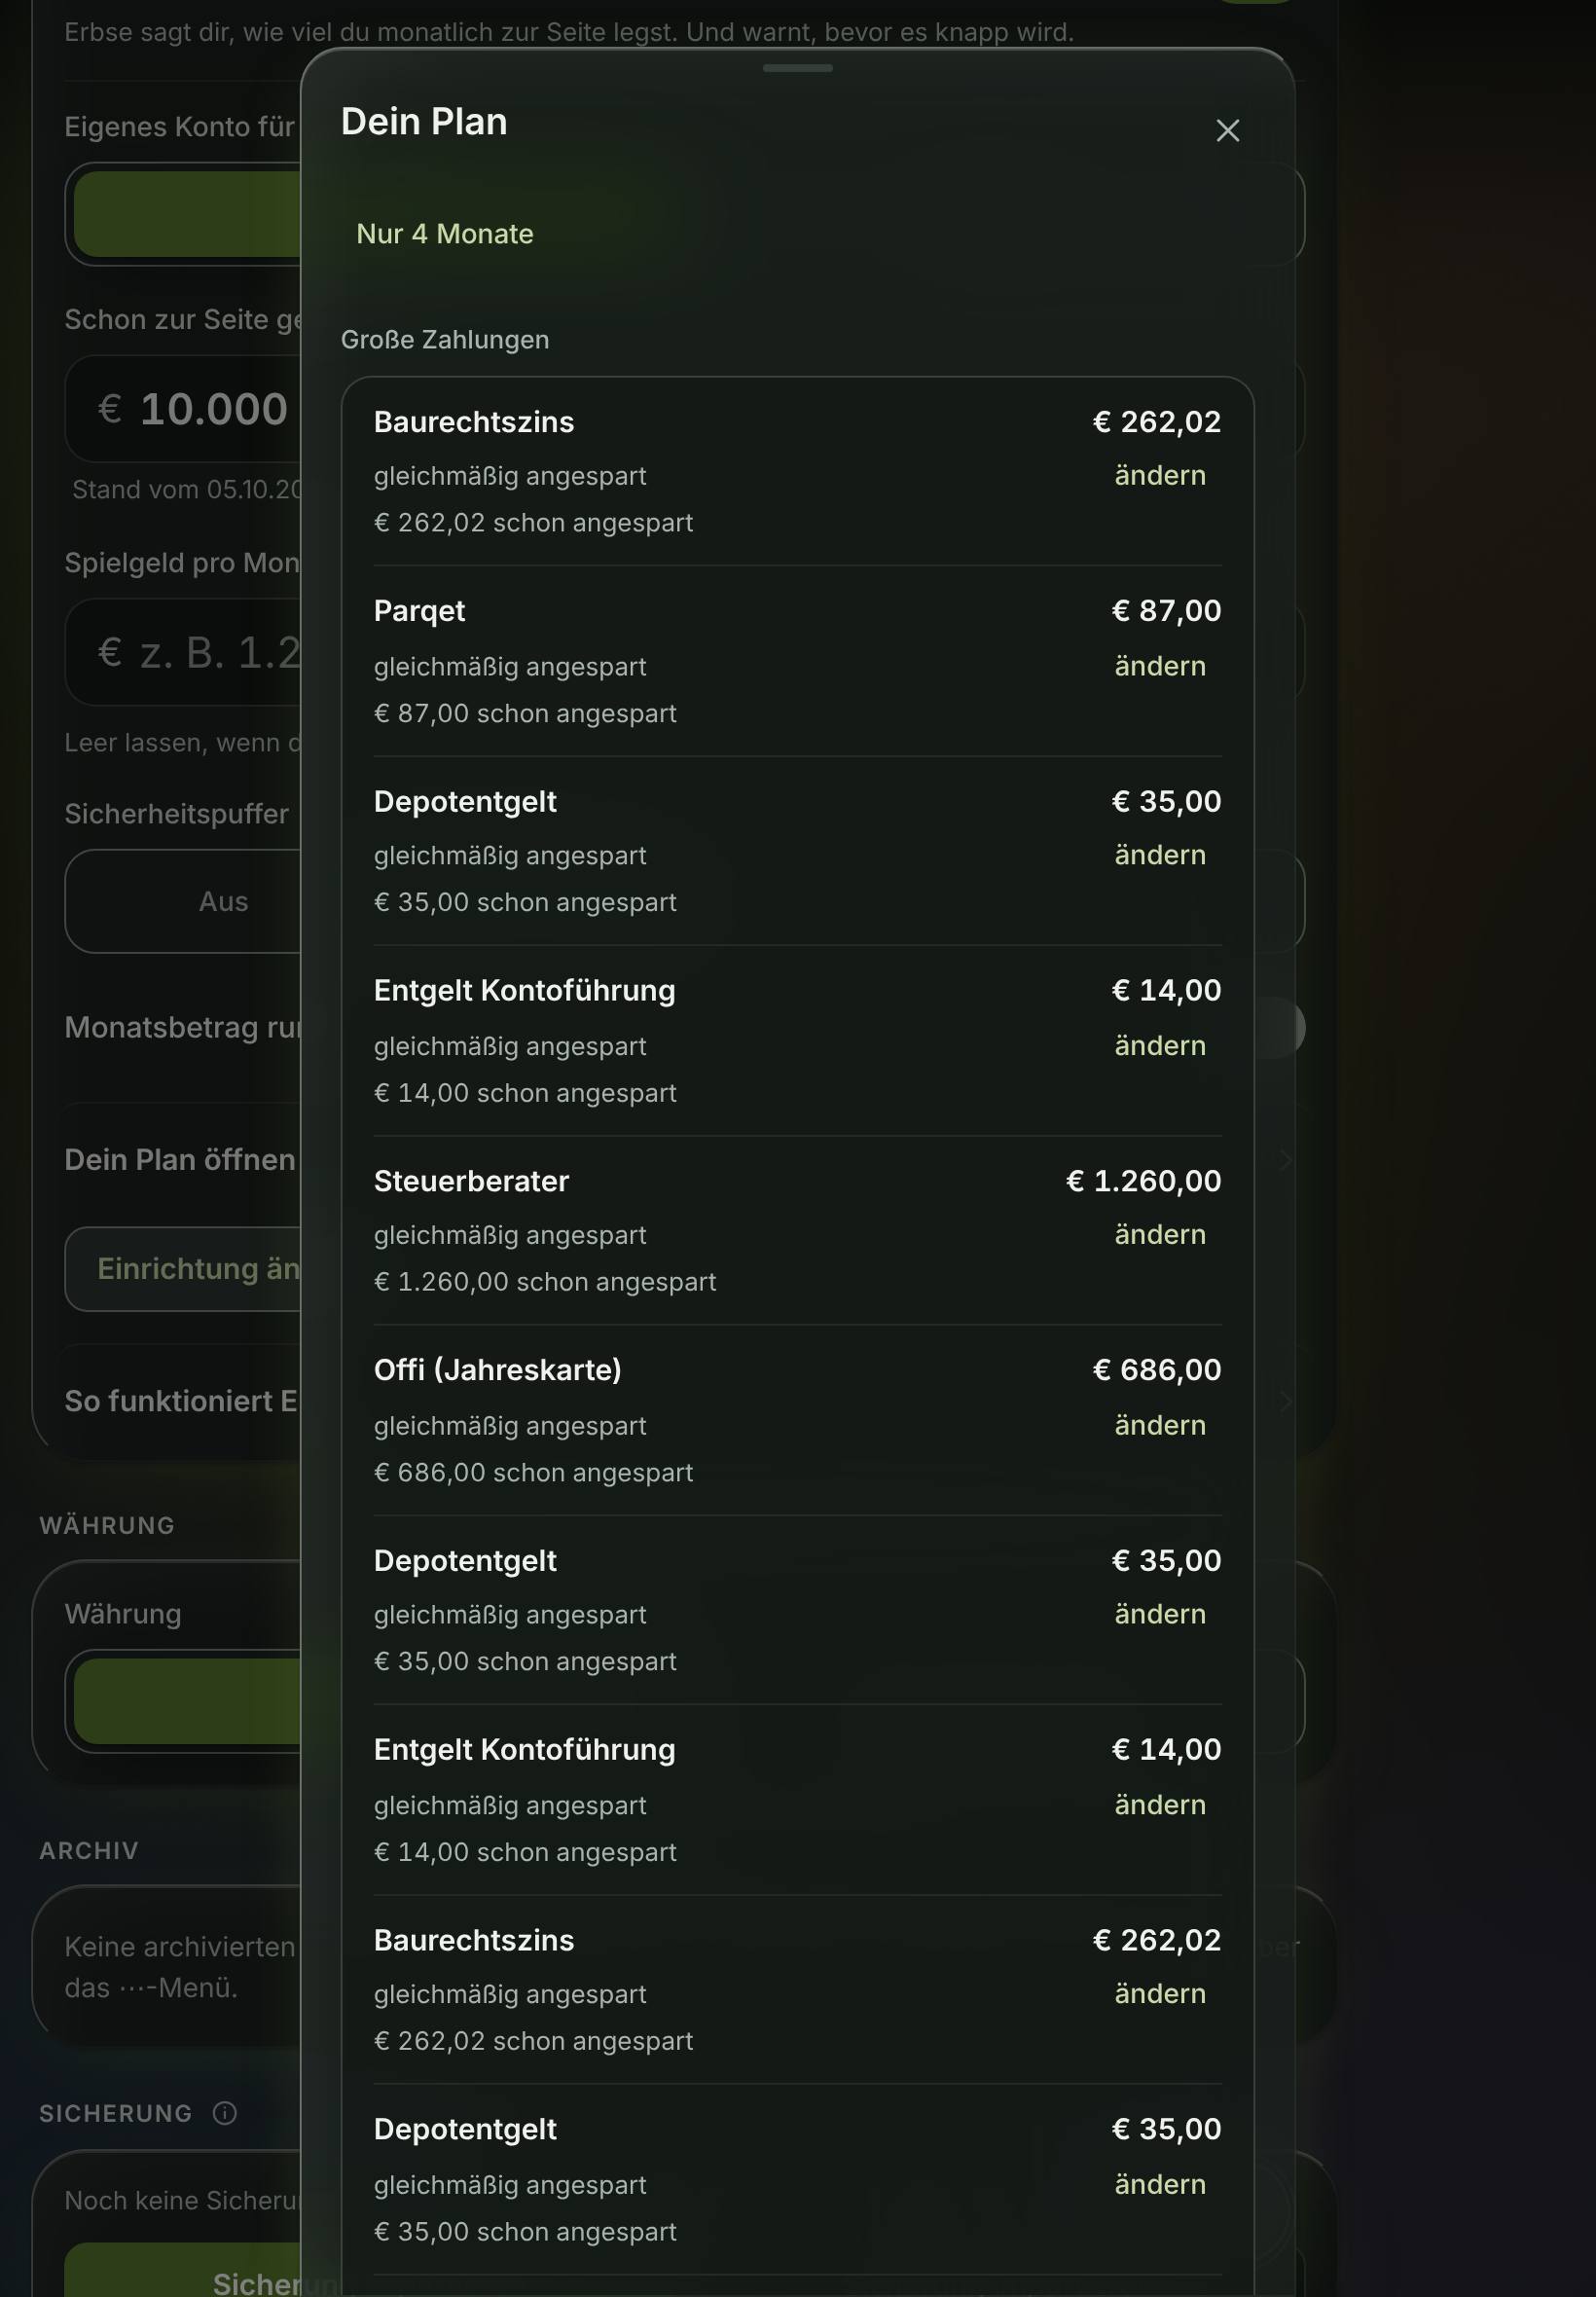 Erbse sagt dir, wie viel du monatlich zur Seite legst. Und warnt, bevor es knapp wird.
Eigenes Konto für
Schon zur Seite ge
€ 10.000
Stand vom 05.10.20
Spielgeld pro Mon
€ z. B. 1.2
Leer lassen, wenn d
Sicherheitspuffer
Aus
Monatsbetrag ru
Dein Plan öffnen
Einrichtung än
So funktioniert E
WÄHRUNG
Währung
ARCHIV
Keine archivierten
ber
das ···-Menü.
SICHERUNG
Noch keine Sicheru
Sicherun
Dein Plan
Nur 4 Monate
Große Zahlungen
Baurechtszins € 262,02
gleichmäßig angespart ändern
€ 262,02 schon angespart
Parqet € 87,00
gleichmäßig angespart ändern
€ 87,00 schon angespart
Depotentgelt € 35,00
gleichmäßig angespart ändern
€ 35,00 schon angespart
Entgelt Kontoführung € 14,00
gleichmäßig angespart ändern
€ 14,00 schon angespart
Steuerberater € 1.260,00
gleichmäßig angespart ändern
€ 1.260,00 schon angespart
Offi (Jahreskarte) € 686,00
gleichmäßig angespart ändern
€ 686,00 schon angespart
Depotentgelt € 35,00
gleichmäßig angespart ändern
€ 35,00 schon angespart
Entgelt Kontoführung € 14,00
gleichmäßig angespart ändern
€ 14,00 schon angespart
Baurechtszins € 262,02
gleichmäßig angespart ändern
€ 262,02 schon angespart
Depotentgelt € 35,00
gleichmäßig angespart ändern
€ 35,00 schon angespart